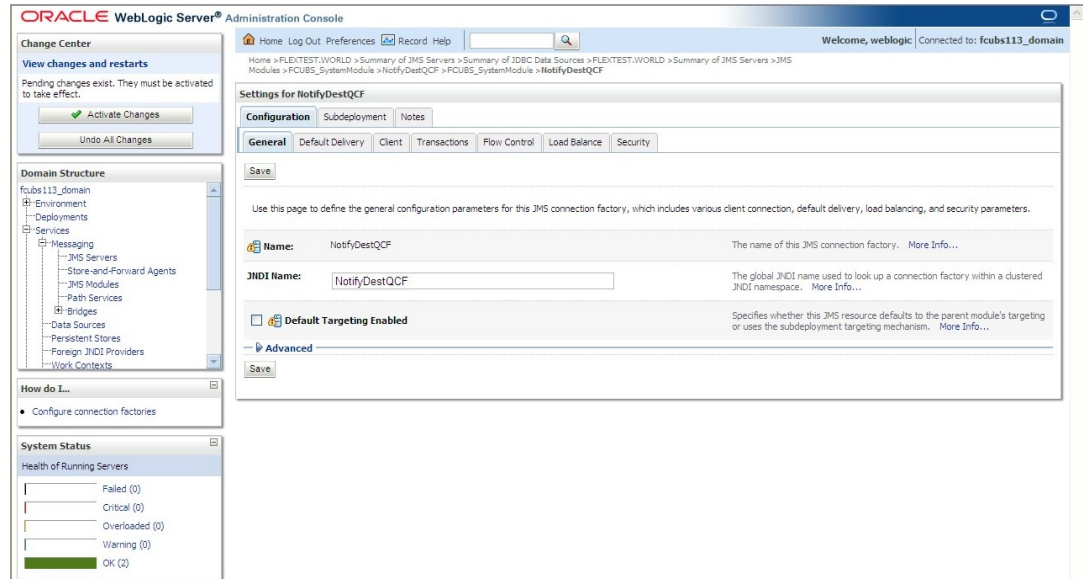 ORACLE WebLogic Server® Administration Console
Change Center
View changes and restarts
Pending changes exist. They must be activated
to take effect.
Activate Changes
Undo All Changes
Domain Structure
fcubs113_domain
Environment
Deployments
Services
Messaging
JMS Servers
Store-and-Forward Agents
JMS Modules
Path Services
Bridges
Data Sources
Persistent Stores
Foreign JNDI Providers
Work Contexts
How do I...
Configure connection factories
System Status
Health of Running Servers
Failed (0)
Critical (0)
Overloaded (0)
Warning (0)
OK (2)
Home Log Out Preferences Record Help
Welcome, weblogic Connected to: fcubs113_domain
Home >FLEXTEST.WORLD >Summary of JMS Servers >Summary of JDBC Data Sources >FLEXTEST.WORLD >Summary of JMS Servers >JMS
Modules >FCUBS_SystemModule >NotifyDestQCF >FCUBS_SystemModule >NotifyDestQCF
Settings for NotifyDestQCF
Configuration Subdeployment Notes
General Default Delivery Client Transactions Flow Control Load Balance Security
Save
Use this page to define the general configuration parameters for this JMS connection factory, which includes various client connection, default delivery, load balancing, and security parameters.
Name: NotifyDestQCF The name of this JMS connection factory. More Info...
JNDI Name: NotifyDestQCF The global JNDI name used to look up a connection factory within a clustered
JNDI namespace. More Info...
Default Targeting Enabled Specifies whether this JMS resource defaults to the parent module's targeting
or uses the subdeployment targeting mechanism. More Info...
Advanced
Save